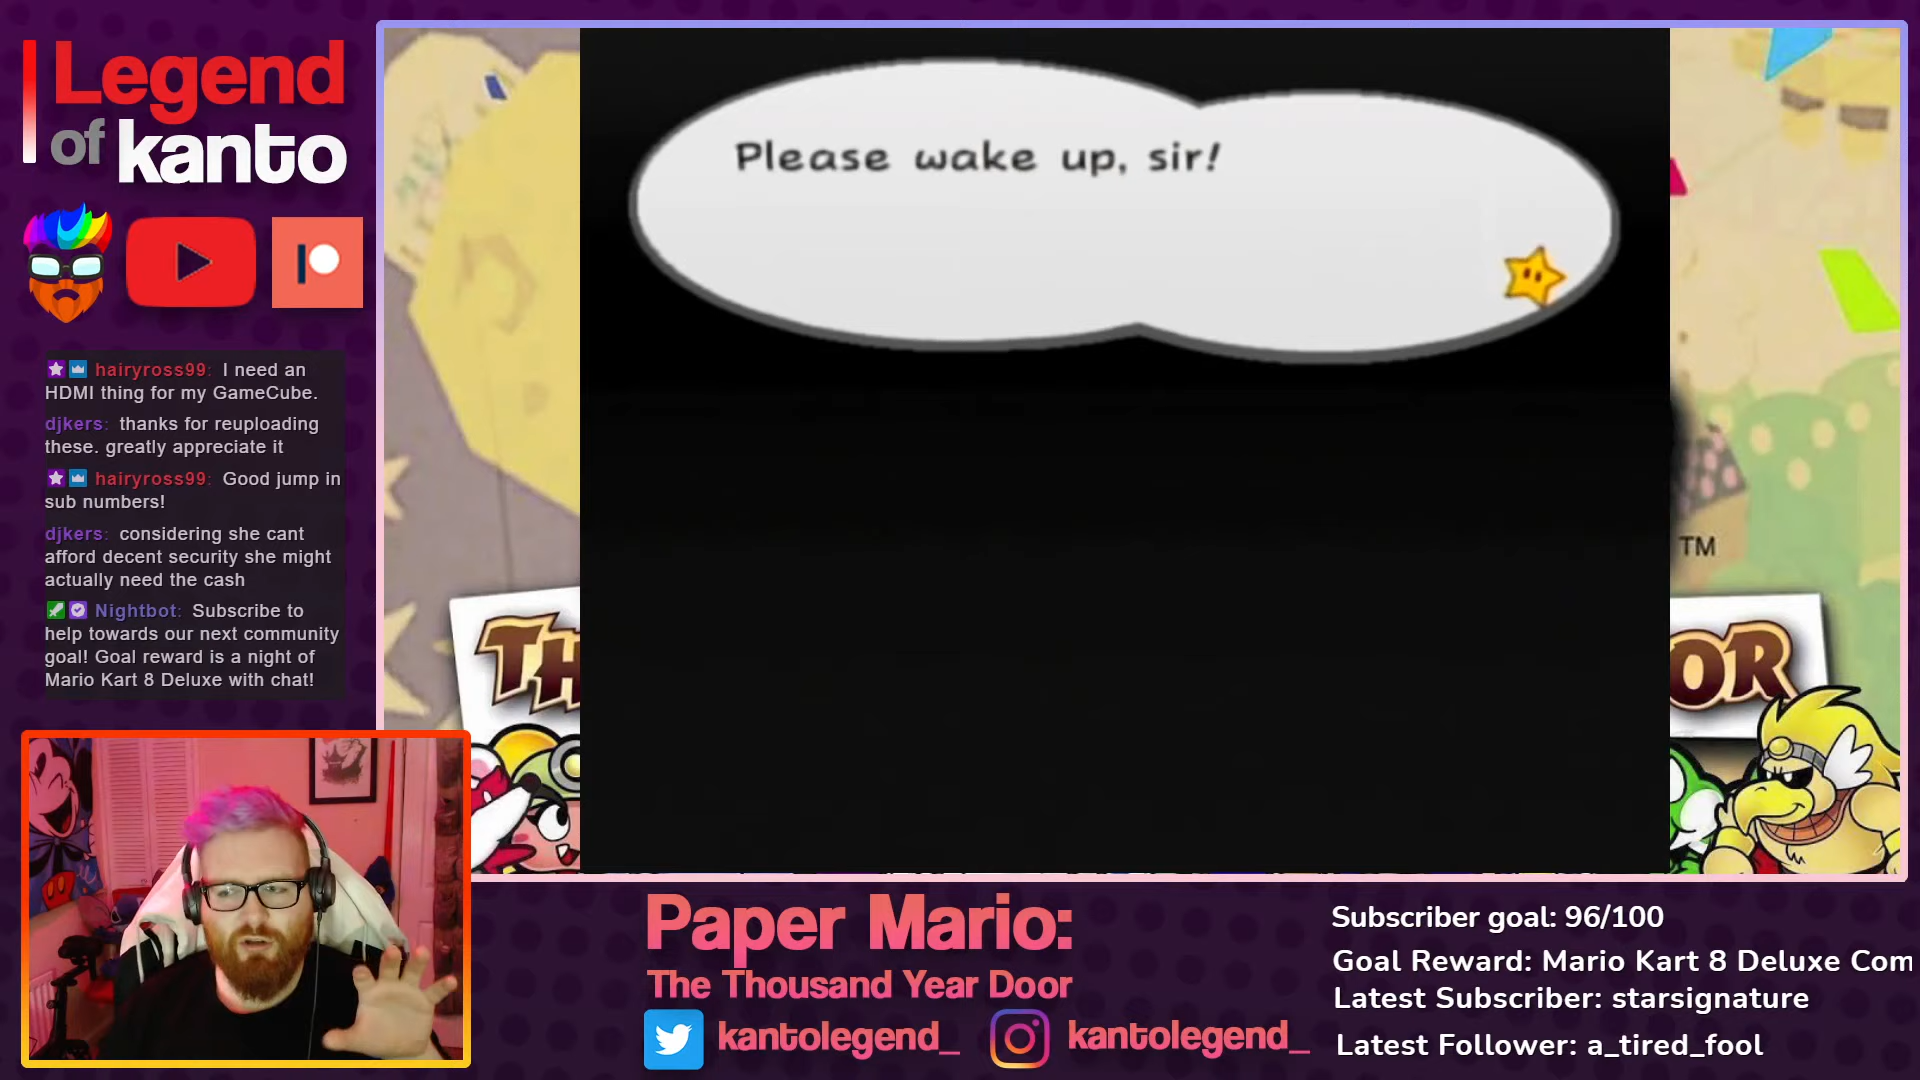 Legend
of kanto
Please wake up, sir!
hairyross99: I need an
HDMI thing for my GameCube.
djkers: thanks for reuploading
these. greatly appreciate it
hairyross99: Good jump in
sub numbers!
djkers: considering she cant
afford decent security she might
actually need the cash
Nightbot: Subscribe to
help towards our next community
goal! Goal reward is a night of
Mario Kart 8 Deluxe with chat!
TM
TH
OR
Paper Mario:
The Thousand Year Door
kantolegend_
kantolegend_
Subscriber goal: 96/100
Goal Reward: Mario Kart 8 Deluxe Com
Latest Subscriber: starsignature
Latest Follower: a_tired_fool